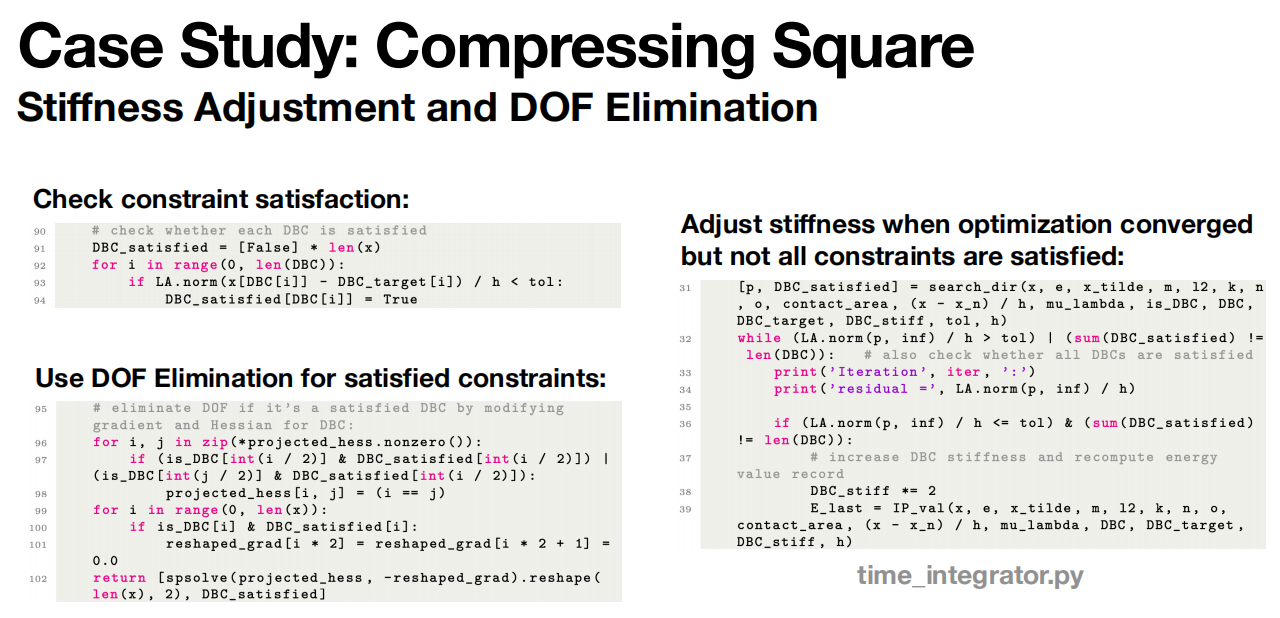 Case Study: Compressing Square
Stiffness Adjustment and DOF Elimination
Check constraint satisfaction:
90 # check whether each DBC is satisfied
91 DBC_satisfied = [False] * len(x)
92 for i in range(0, len(DBC)):
93 if LA.norm(x[DBC[i]] - DBC_target[i]) / h < tol:
94 DBC_satisfied[DBC[i]] = True
Use DOF Elimination for satisfied constraints:
95 # eliminate DOF if it's a satisfied DBC by modifying
gradient and Hessian for DBC:
96 for i, j in zip(*projected_hess.nonzero()):
97 if (is_DBC[int(i / 2)] & DBC_satisfied[int(i / 2)]) |
(is_DBC[int(j / 2)] & DBC_satisfied[int(i / 2)]):
98 projected_hess[i, j] = (i == j)
99 for i in range(0, len(x)):
100 if is_DBC[i] & DBC_satisfied[i]:
101 reshaped_grad[i * 2] = reshaped_grad[i * 2 + 1] =
0.0
102 return [spsolve(projected_hess, -reshaped_grad).reshape(
len(x), 2), DBC_satisfied]
Adjust stiffness when optimization converged
but not all constraints are satisfied:
31 [p, DBC_satisfied] = search_dir(x, e, x_tilde, m, l2, k, n
, o, contact_area, (x - x_n) / h, mu_lambda, is_DBC, DBC,
DBC_target, DBC_stiff, tol, h)
32 while (LA.norm(p, inf) / h > tol) | (sum(DBC_satisfied) !=
len(DBC)): # also check whether all DBCs are satisfied
33 print('Iteration', iter, ':')
34 print('residual =', LA.norm(p, inf) / h)
35
36 if (LA.norm(p, inf) / h <= tol) & (sum(DBC_satisfied)
!= len(DBC)):
37 # increase DBC stiffness and recompute energy
value record
38 DBC_stiff *= 2
39 E_last = IP_val(x, e, x_tilde, m, l2, k, n, o,
contact_area, (x - x_n) / h, mu_lambda, DBC, DBC_target,
DBC_stiff, h)
time_integrator.py